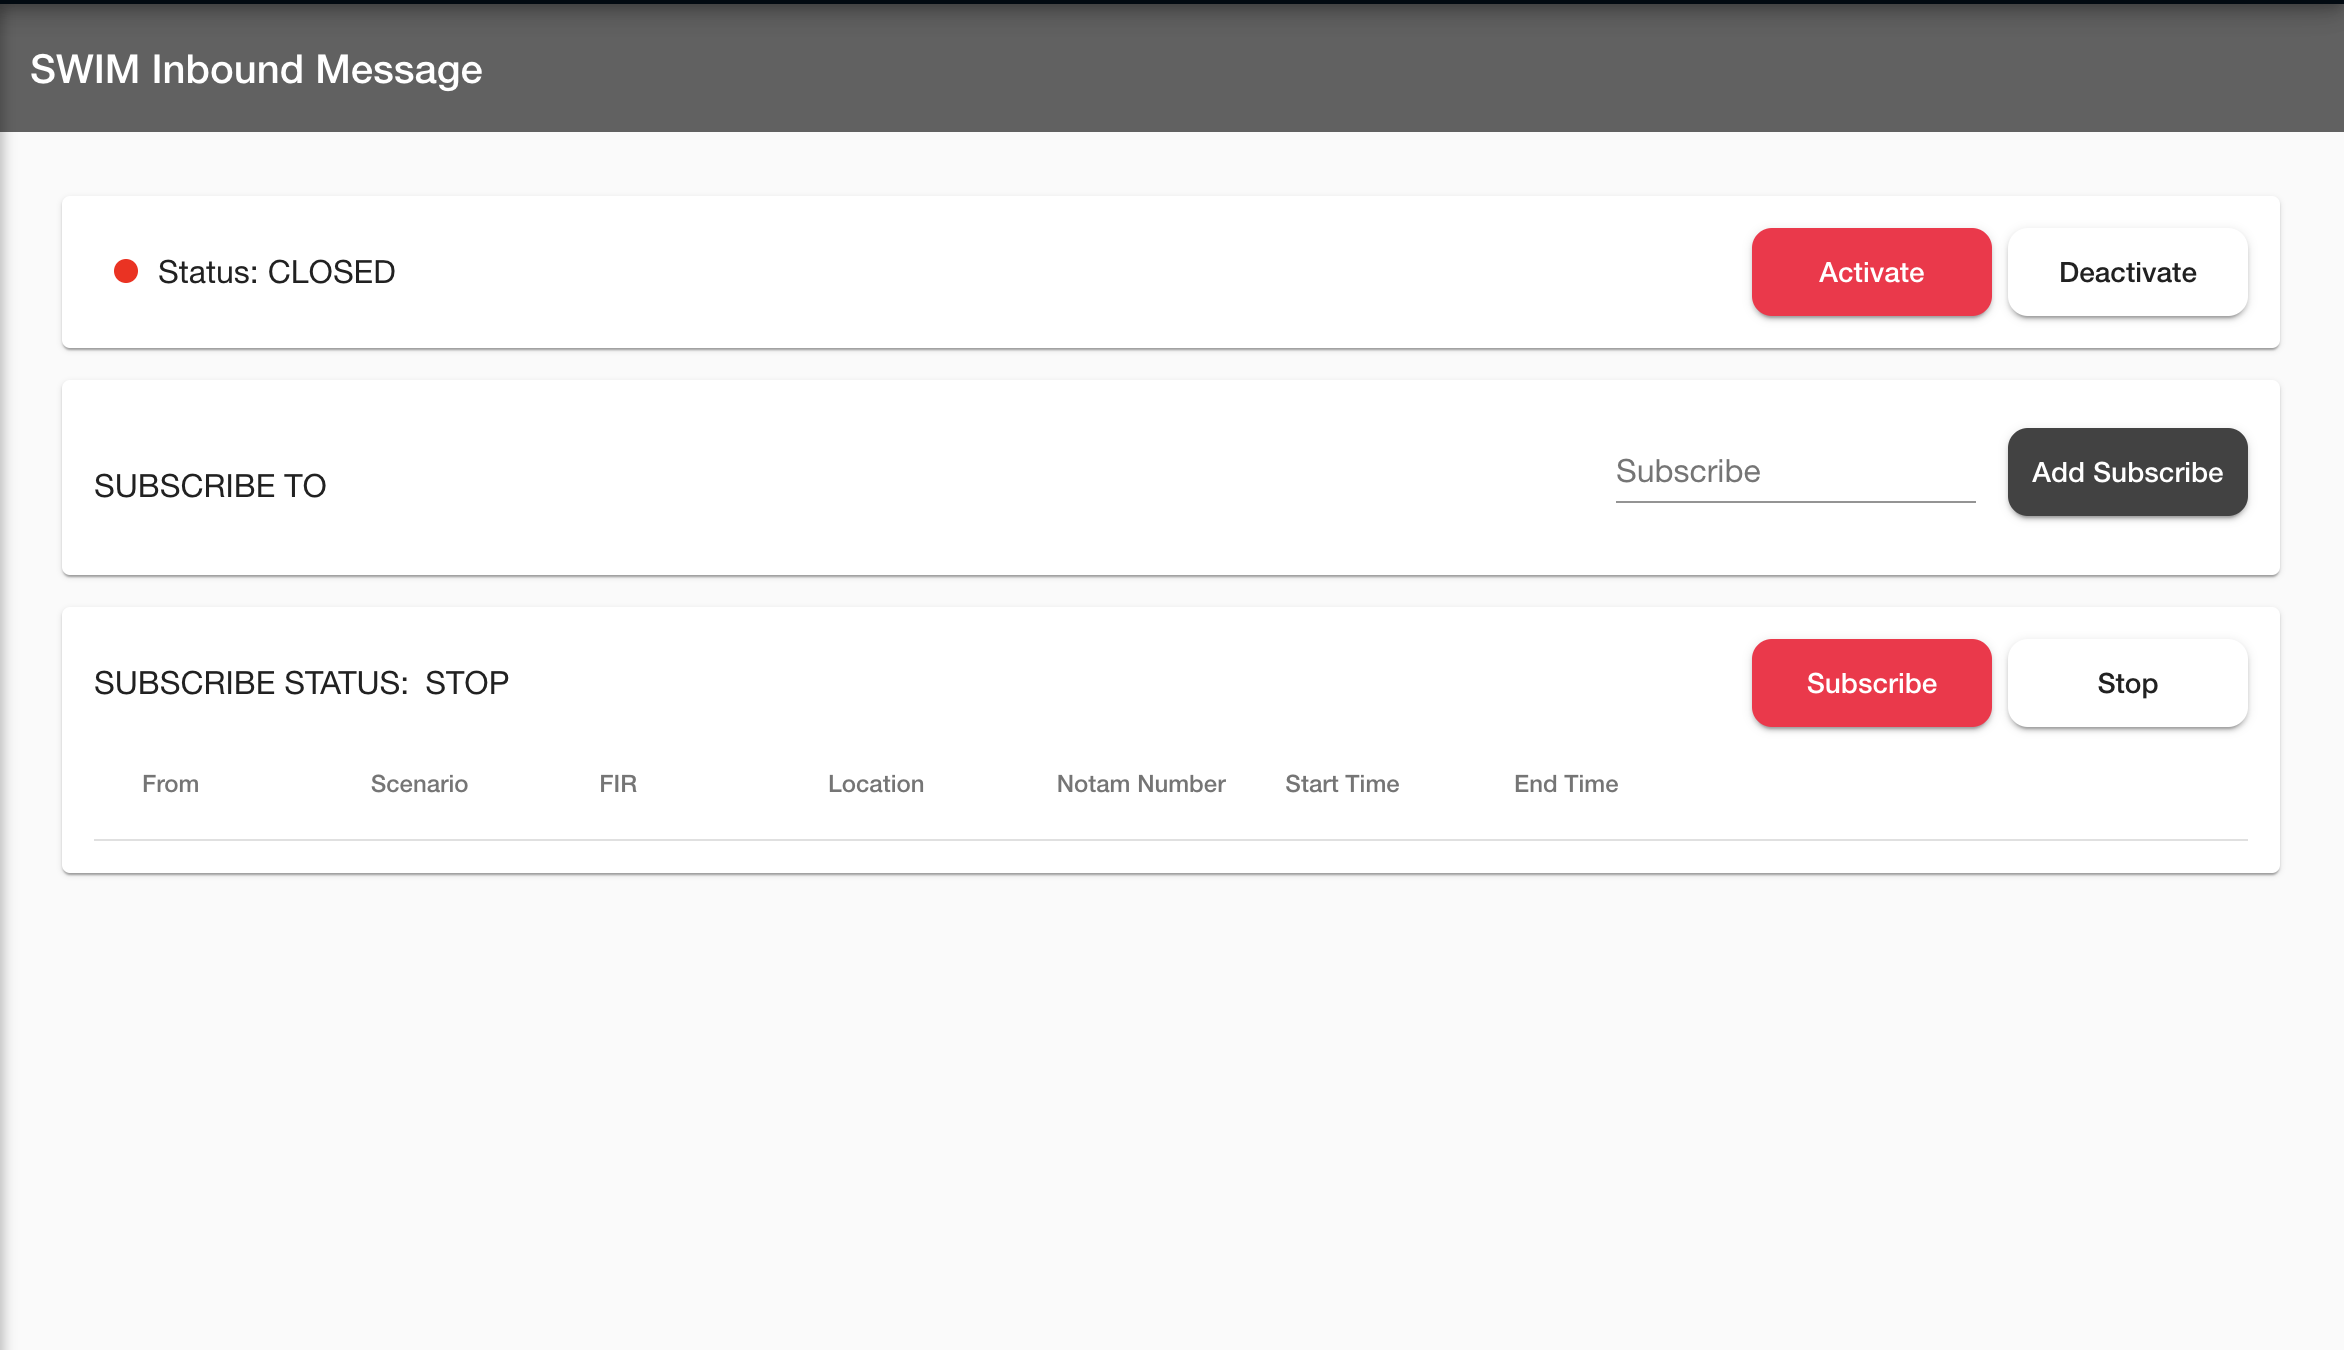 SWIM Inbound Message
Status: CLOSED
Activate
Deactivate
SUBSCRIBE TO
Subscribe
Add Subscribe
SUBSCRIBE STATUS: STOP
Subscribe
Stop
From Scenario FIR Location Notam Number Start Time End Time